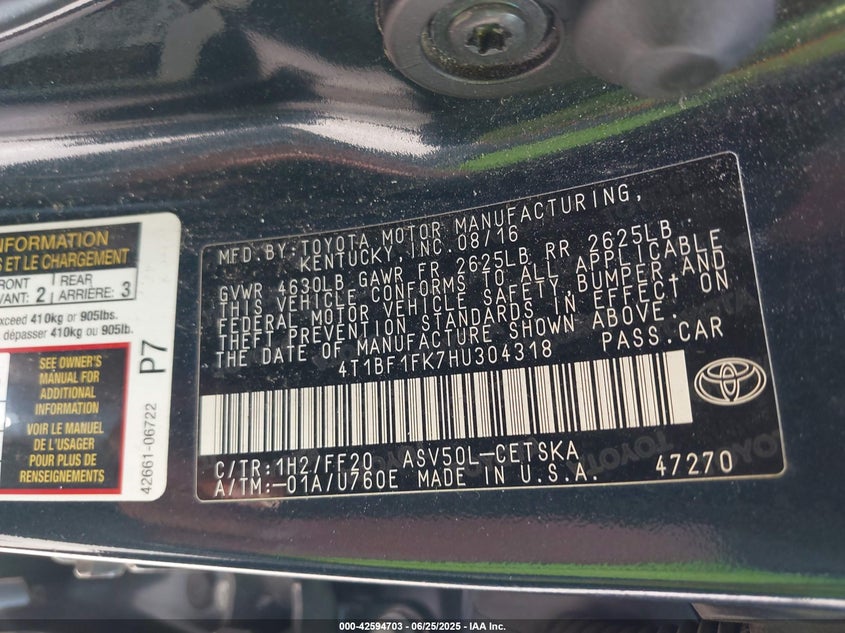 NFORMATION
S ET LE CHARGEMENT
FRONT
VANT: 2
REAR
ARRIÈRE: 3
exceed 410kg or 905lbs.
dépasser 410kg ou 905lb.
SEE OWNER'S
MANUAL FOR
ADDITIONAL
INFORMATION
VOIR LE MANUEL
DE L'USAGER
POUR PLUS DE
RENSEIGNEMENTS
P7
42661-06722
MFD.BY:TOYOTA MOTOR MANUFACTURING,
KENTUCKY,INC.08/16
GVWR 4630LB GAWR FR 2625LB RR 2625LB
THIS VEHICLE CONFORMS TO ALL APPLICABLE
FEDERAL MOTOR VEHICLE SAFETY,BUMPER,AND
THEFT PREVENTION STANDARDS IN EFFECT ON
THE DATE OF MANUFACTURE SHOWN ABOVE.
4T1BF1FK7HU304318 PASS.CAR
C/TR:1H2/FF20 ASV50L-CETSKA
A/TM:-01A/U760E MADE IN U.S.A. 47270
000-42594703 - 06/25/2025 - IAA Inc.